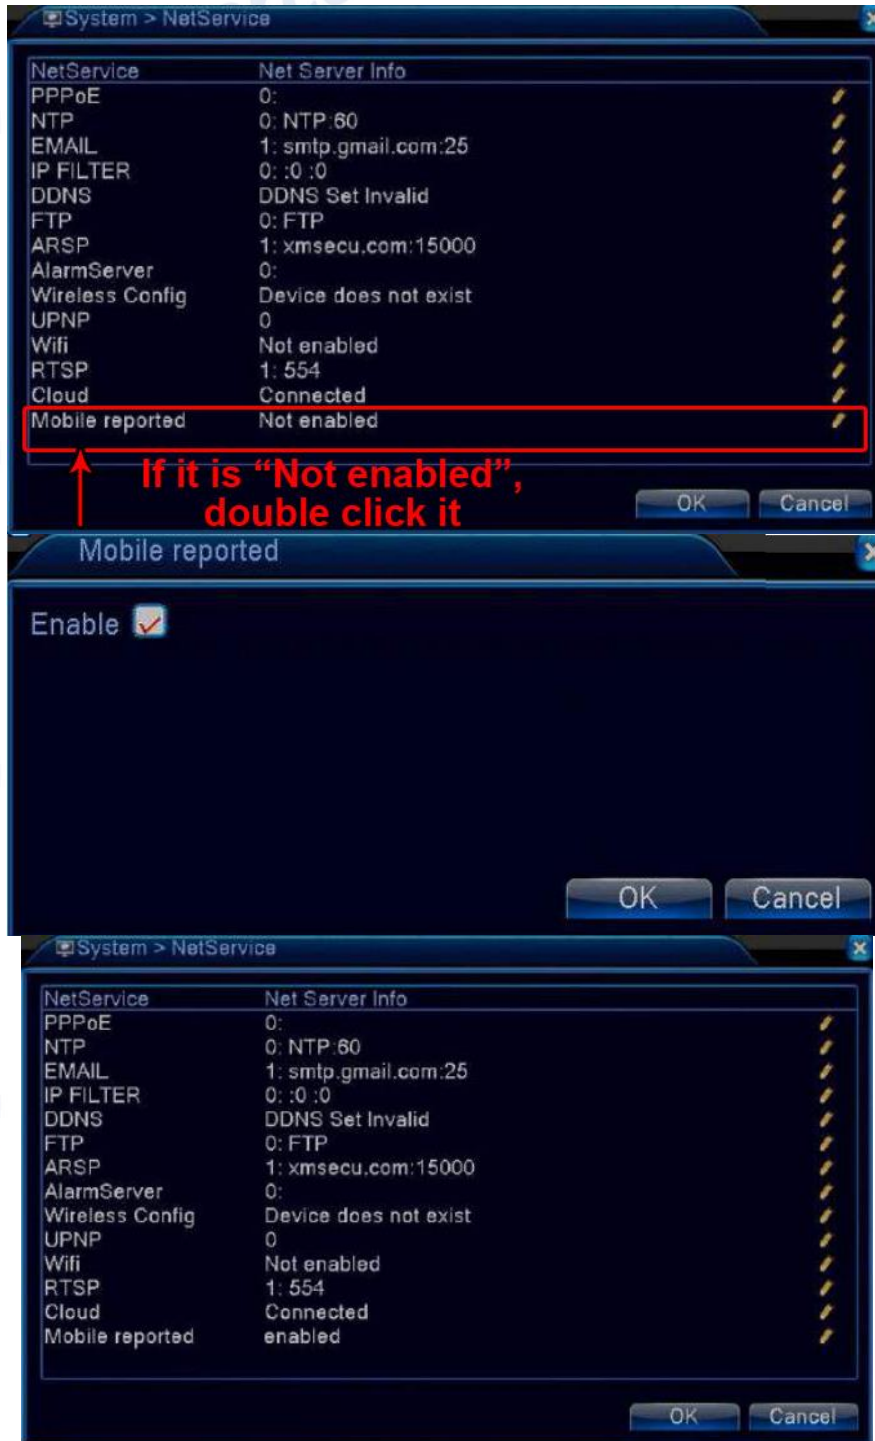 System > NetService
NetService Net Server Info
PPPoE 0:
NTP 0: NTP:60
EMAIL 1: smtp.gmail.com:25
IP FILTER 0: :0 :0
DDNS DDNS Set Invalid
FTP 0: FTP
ARSP 1: xmsecu.com:15000
AlarmServer 0:
Wireless Config Device does not exist
UPNP 0
Wifi Not enabled
RTSP 1: 554
Cloud Connected
Mobile reported Not enabled
If it is “Not enabled”,
double click it
OK Cancel
Mobile reported
Enable
OK Cancel
System > NetService
NetService Net Server Info
PPPoE 0:
NTP 0: NTP:60
EMAIL 1: smtp.gmail.com:25
IP FILTER 0: :0 :0
DDNS DDNS Set Invalid
FTP 0: FTP
ARSP 1: xmsecu.com:15000
AlarmServer 0:
Wireless Config Device does not exist
UPNP 0
Wifi Not enabled
RTSP 1: 554
Cloud Connected
Mobile reported enabled
OK Cancel